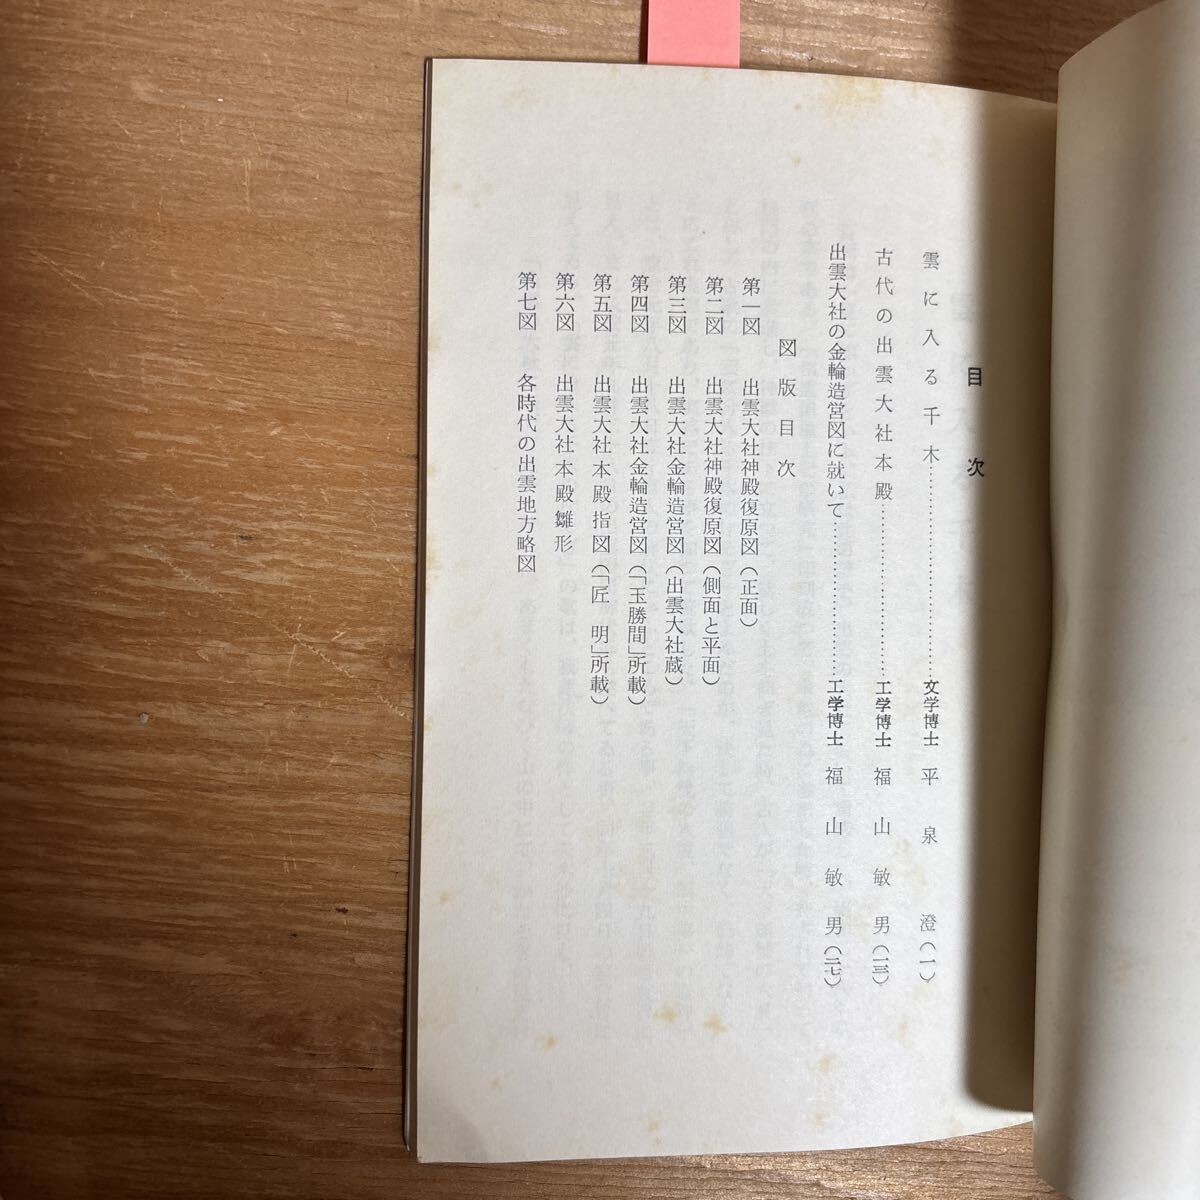 目次
雲に入る千木……………………………文学博士 平泉澄(一)
古代の出雲大社本殿…………………………工学博士 福山敏男(一三)
出雲大社の金輪造営図に就いて……………………工学博士 福山敏男(二七)
図版目次
第一図 出雲大社神殿復原図(正面)
第二図 出雲大社神殿復原図(側面と平面)
第三図 出雲大社金輪造営図(出雲大社蔵)
第四図 出雲大社金輪造営図(「玉勝間」所載)
第五図 出雲大社本殿指図(「匠明」所載)
第六図 出雲大社本殿雛形
第七図 各時代の出雲地方略図